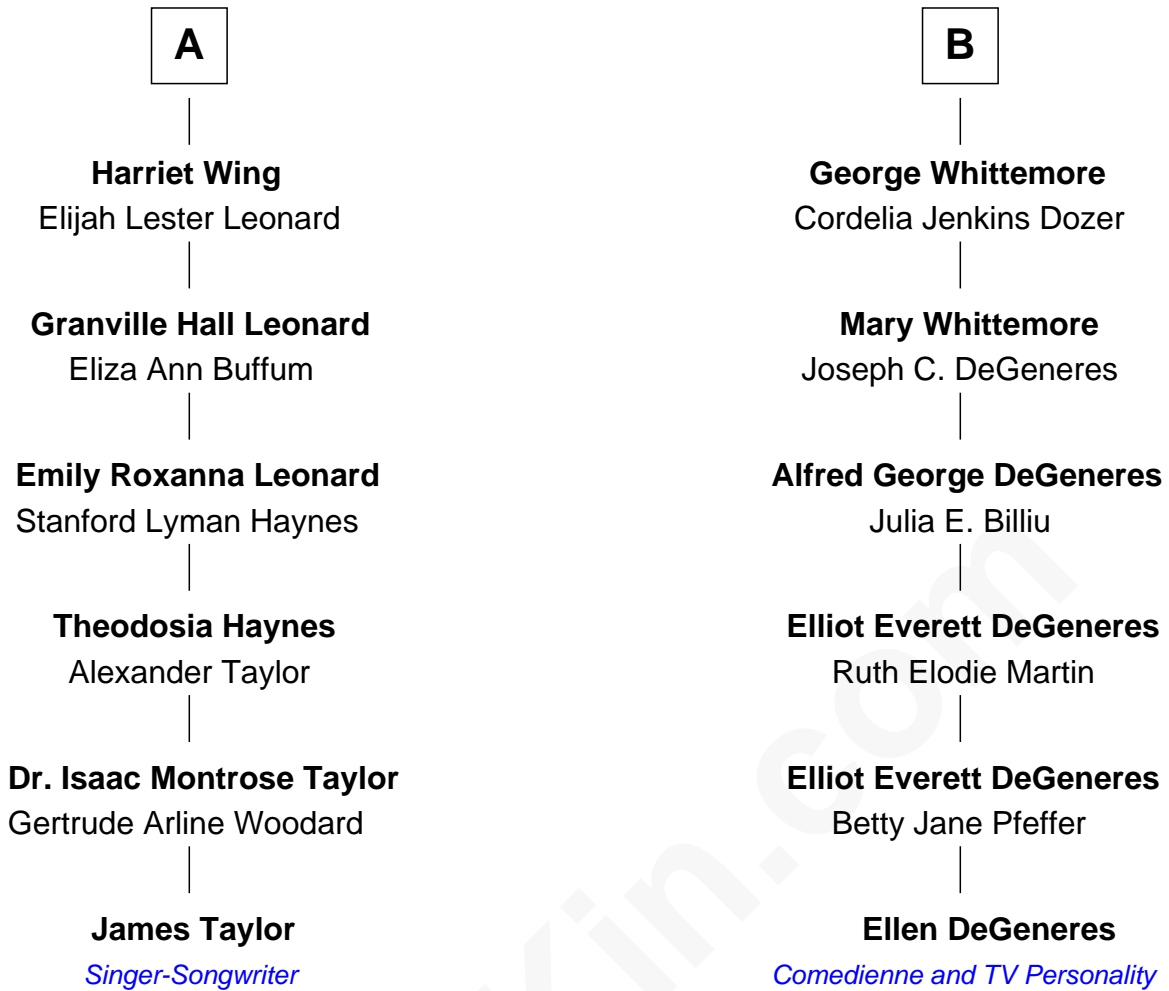 A
Harriet Wing
Elijah Lester Leonard
Granville Hall Leonard
Eliza Ann Buffum
Emily Roxanna Leonard
Stanford Lyman Haynes
Theodosia Haynes
Alexander Taylor
Dr. Isaac Montrose Taylor
Gertrude Arline Woodard
James Taylor
Singer-Songwriter
B
George Whittemore
Cordelia Jenkins Dozer
Mary Whittemore
Joseph C. DeGeneres
Alfred George DeGeneres
Julia E. Billiu
Elliot Everett DeGeneres
Ruth Elodie Martin
Elliot Everett DeGeneres
Betty Jane Pfeffer
Ellen DeGeneres
Comedienne and TV Personality
Kin.com